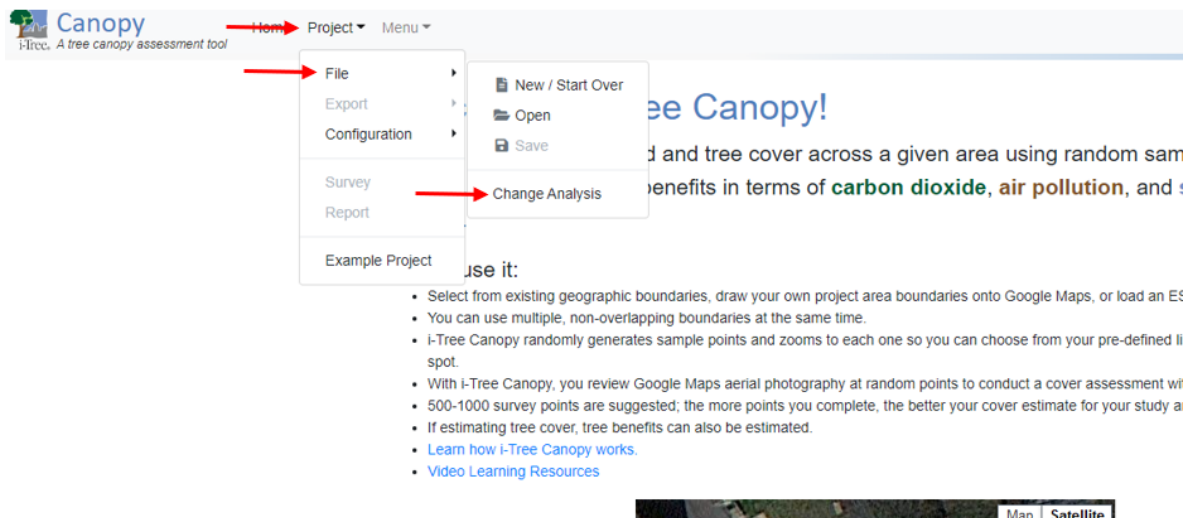 Canopy
i-Tree. A tree canopy assessment tool
Project Menu
File
Export
Configuration
Survey
Report
Example Project
New / Start Over
Open
Save
Change Analysis
ee Canopy!
d and tree cover across a given area using random sam
enefits in terms of carbon dioxide, air pollution, and s
use it:
Select from existing geographic boundaries, draw your own project area boundaries onto Google Maps, or load an ES
You can use multiple, non-overlapping boundaries at the same time.
i-Tree Canopy randomly generates sample points and zooms to each one so you can choose from your pre-defined li
spot.
With i-Tree Canopy, you review Google Maps aerial photography at random points to conduct a cover assessment wi
500-1000 survey points are suggested; the more points you complete, the better your cover estimate for your study a
If estimating tree cover, tree benefits can also be estimated.
Learn how i-Tree Canopy works.
Video Learning Resources
Map Satellite